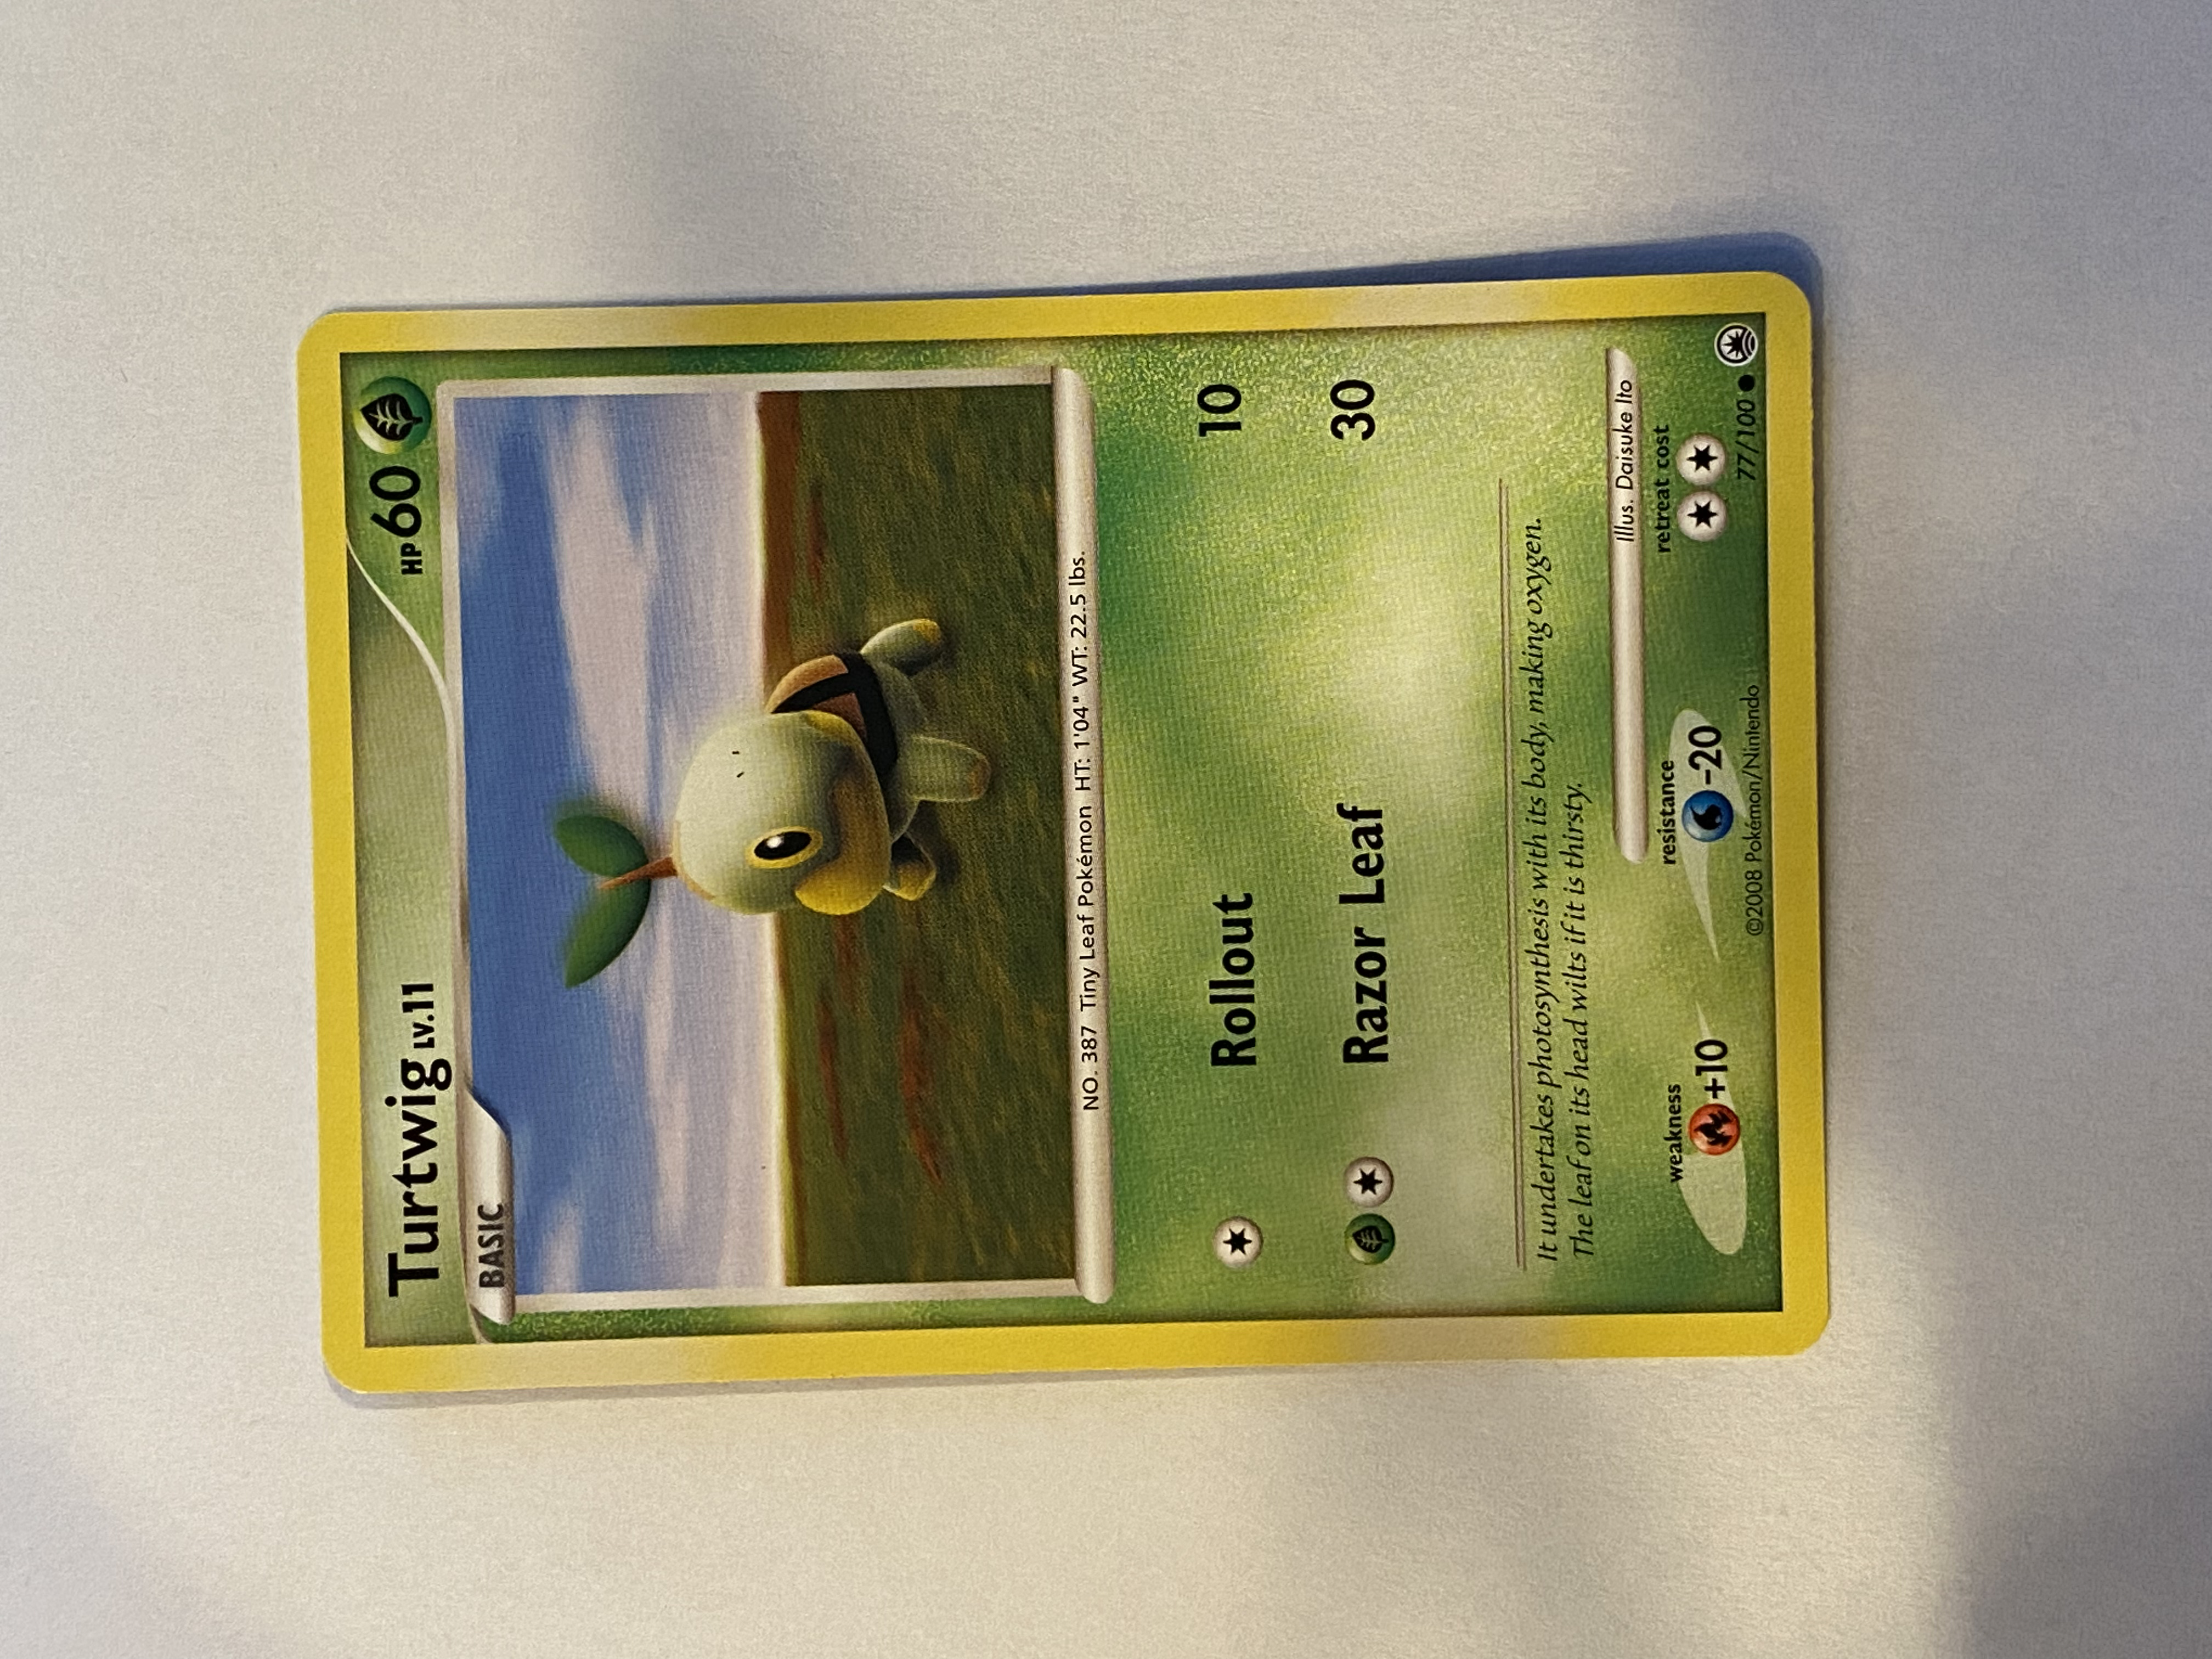 Turtwig LV.11
HP 60
BASIC
NO. 387 Tiny Leaf Pokémon HT: 1'04" WT: 22.5 lbs.
Rollout 10
Razor Leaf 30
It undertakes photosynthesis with its body, making oxygen.
The leaf on its head wilts if it is thirsty.
Illus. Daisuke Ito
weakness resistance retreat cost
+10 -20
77/100
©2008 Pokémon/Nintendo